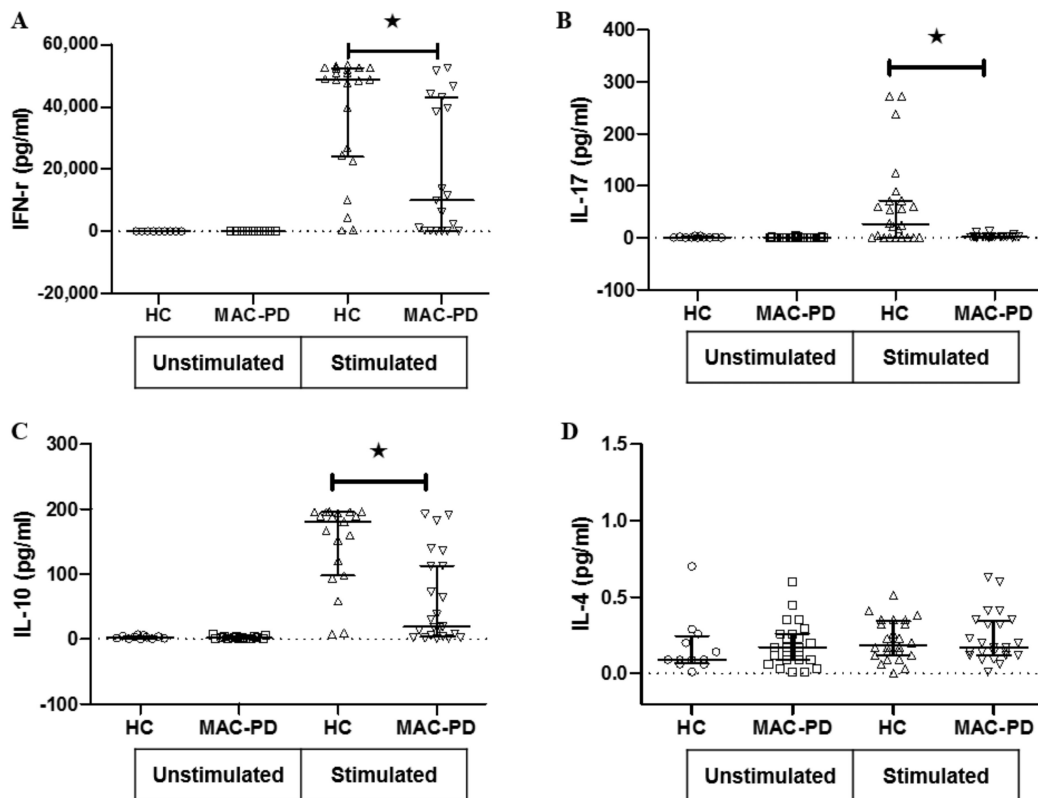 A
IFN-r (pg/ml)
60,000
40,000
20,000
0
-20,000
HC
MAC-PD
HC
MAC-PD
Unstimulated
Stimulated
B
IL-17 (pg/ml)
400
300
200
100
0
-100
HC
MAC-PD
HC
MAC-PD
Unstimulated
Stimulated
C
IL-10 (pg/ml)
300
200
100
0
-100
HC
MAC-PD
HC
MAC-PD
Unstimulated
Stimulated
D
IL-4 (pg/ml)
1.5
1.0
0.5
0.0
HC
MAC-PD
HC
MAC-PD
Unstimulated
Stimulated